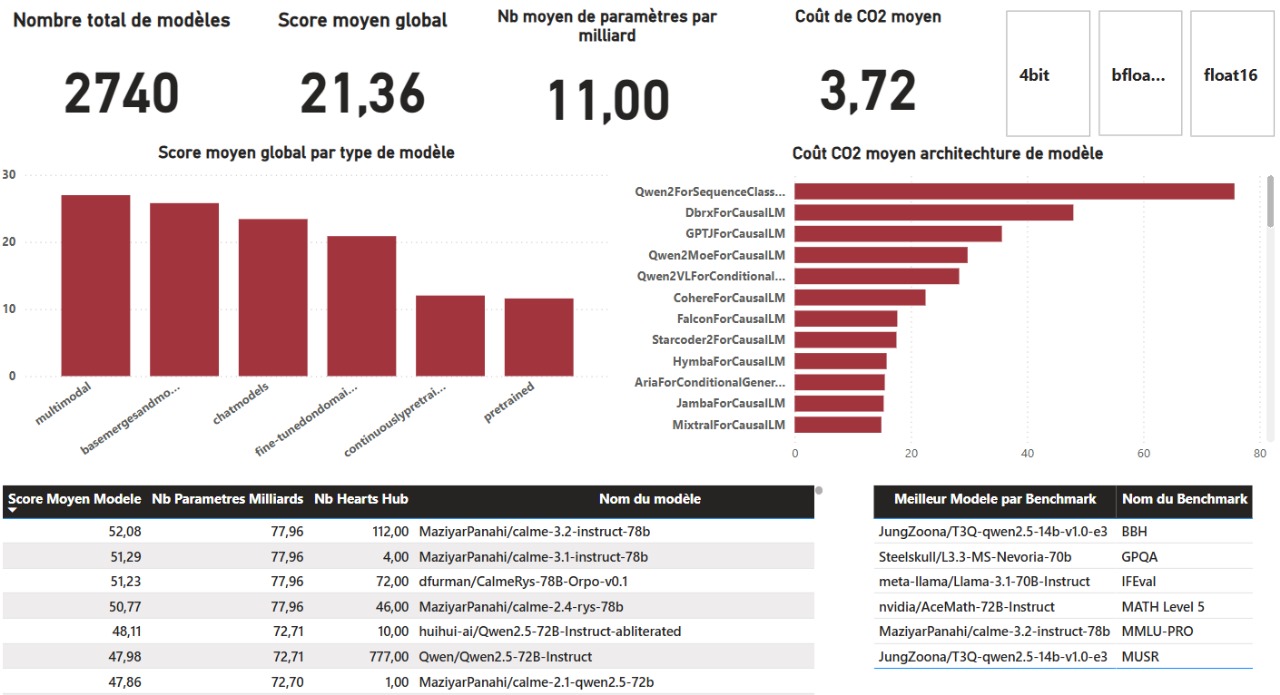 Nombre total de modèles
2740
Score moyen global
21,36
Nb moyen de paramètres par
milliard
11,00
Coût de CO2 moyen
3,72
4bit
bfloa...
float16
Score moyen global par type de modèle
30
20
10
0
multimodal
basemergesandmo...
chatmodels
fine-tunedondomai...
continuouslypretrai...
pretrained
Coût CO2 moyen architechture de modèle
Qwen2ForSequenceClass...
DbrxForCausalLM
GPTJForCausalLM
Qwen2MoeForCausalLM
Qwen2VLForConditional...
CohereForCausalLM
FalconForCausalLM
Starcoder2ForCausalLM
HymbaForCausalLM
AriaForConditionalGener...
JambaForCausalLM
MixtralForCausalLM
0 20 40 60 80
Score Moyen Modele Nb Parametres Milliards Nb Hearts Hub Nom du modèle
52,08 77,96 112,00 MaziyarPanahi/calme-3.2-instruct-78b
51,29 77,96 4,00 MaziyarPanahi/calme-3.1-instruct-78b
51,23 77,96 72,00 dfurman/CalmeRys-78B-Orpo-v0.1
50,77 77,96 46,00 MaziyarPanahi/calme-2.4-rys-78b
48,11 72,71 10,00 huihui-ai/Qwen2.5-72B-Instruct-abliterated
47,98 72,71 777,00 Qwen/Qwen2.5-72B-Instruct
47,86 72,70 1,00 MaziyarPanahi/calme-2.1-qwen2.5-72b
Meilleur Modele par Benchmark Nom du Benchmark
JungZoona/T3Q-qwen2.5-14b-v1.0-e3 BBH
Steelskull/L3.3-MS-Nevoria-70b GPQA
meta-llama/Llama-3.1-70B-Instruct IFEval
nvidia/AceMath-72B-Instruct MATH Level 5
MaziyarPanahi/calme-3.2-instruct-78b MMLU-PRO
JungZoona/T3Q-qwen2.5-14b-v1.0-e3 MUSR